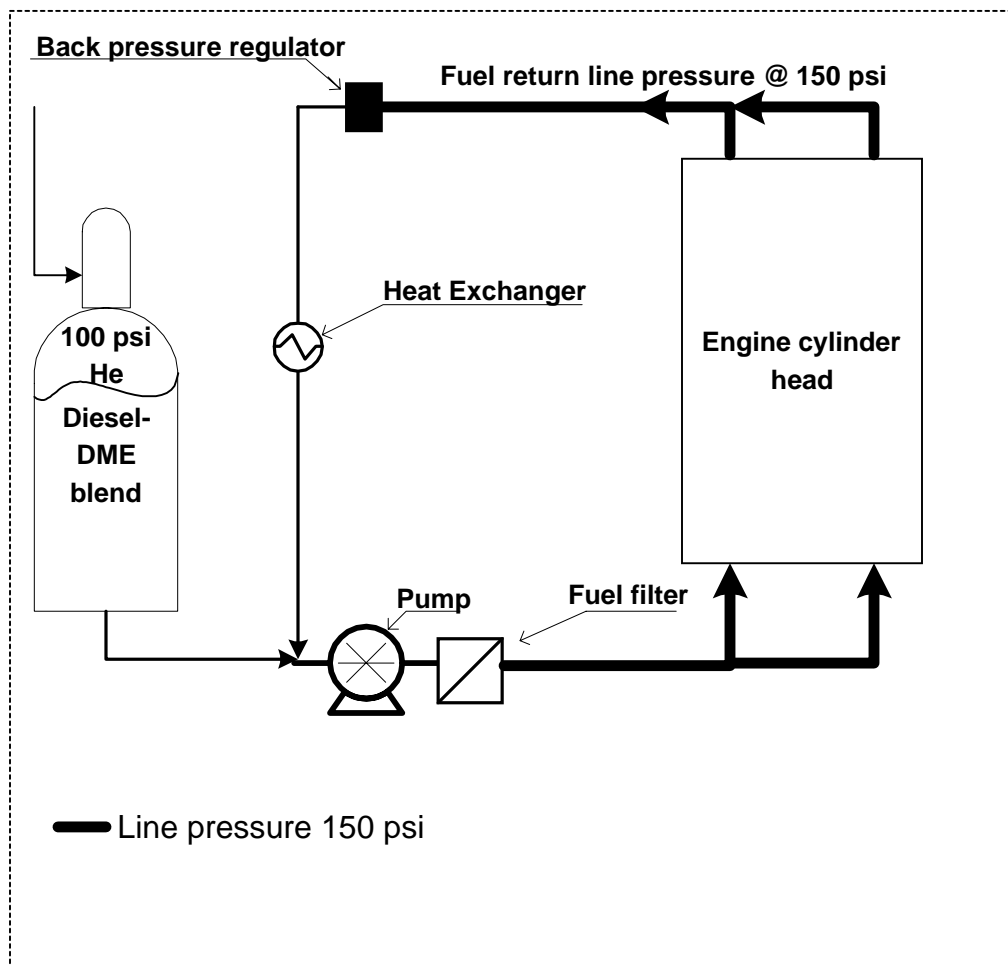 Back pressure regulator
Fuel return line pressure @ 150 psi
Heat Exchanger
100 psi
He
Diesel-
DME
blend
Engine cylinder
head
Pump
Fuel filter
Line pressure 150 psi